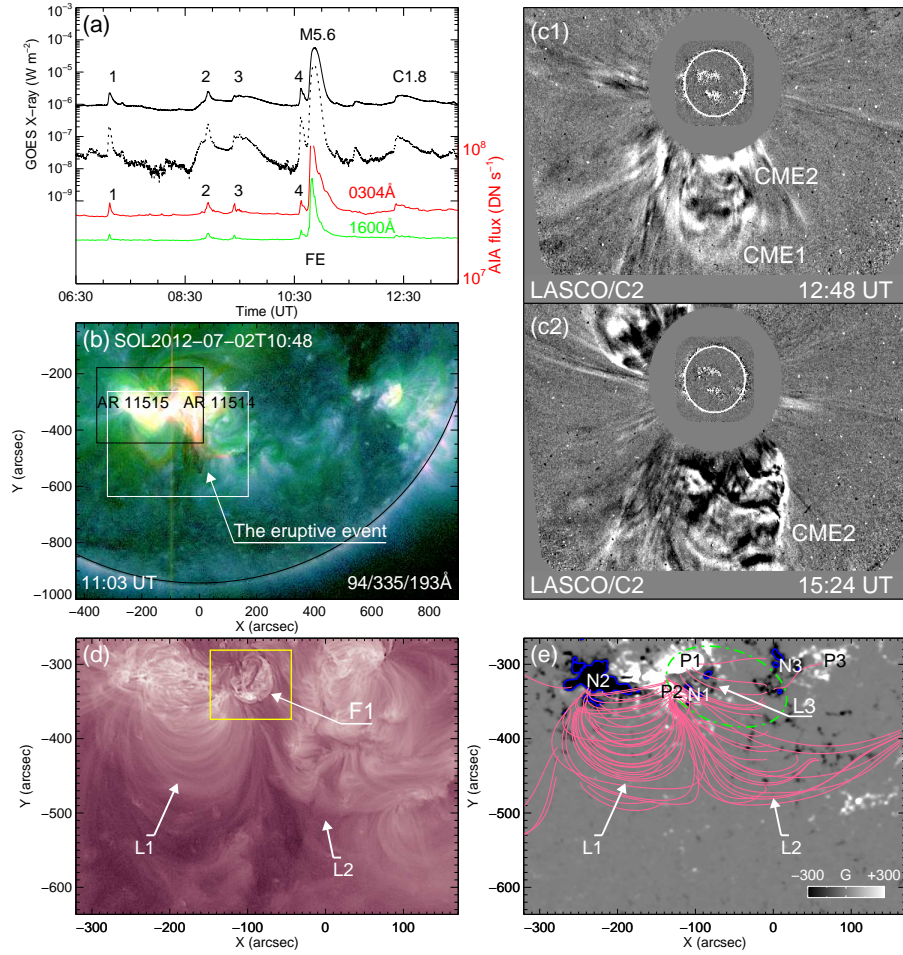 (a)
M5.6
1
2
3
4
C1.8
10−3
10−4
10−5
10−6
10−7
10−8
10−9
GOES X−ray (W m−2)
1
2
3
4
0304Å
1600Å
FE
108
107
AIA flux (DN s−1)
06:30
08:30
10:30
12:30
Time (UT)
(c1)
CME2
CME1
LASCO/C2
12:48 UT
(b)
SOL2012−07−02T10:48
AR 11515
AR 11514
The eruptive event
11:03 UT
94/335/193Å
−200
−400
−600
−800
−1000
Y (arcsec)
−400
−200
0
200
400
600
800
X (arcsec)
(c2)
CME2
LASCO/C2
15:24 UT
(d)
F1
L1
L2
−300
−400
−500
−600
Y (arcsec)
−300
−200
−100
0
100
X (arcsec)
(e)
P1
N3
P3
N2
P2
N1
L3
L1
L2
−300
G
+300
−300
−400
−500
−600
Y (arcsec)
−300
−200
−100
0
100
X (arcsec)